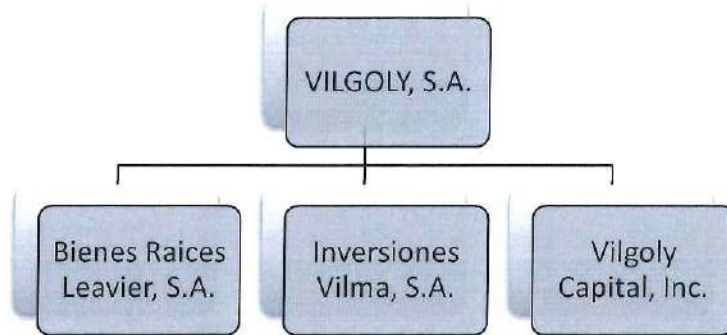 VILGOLY, S.A.
Bienes Raices
Leavier, S.A.
Inversiones
Vilma, S.A.
Vilgoly
Capital, Inc.